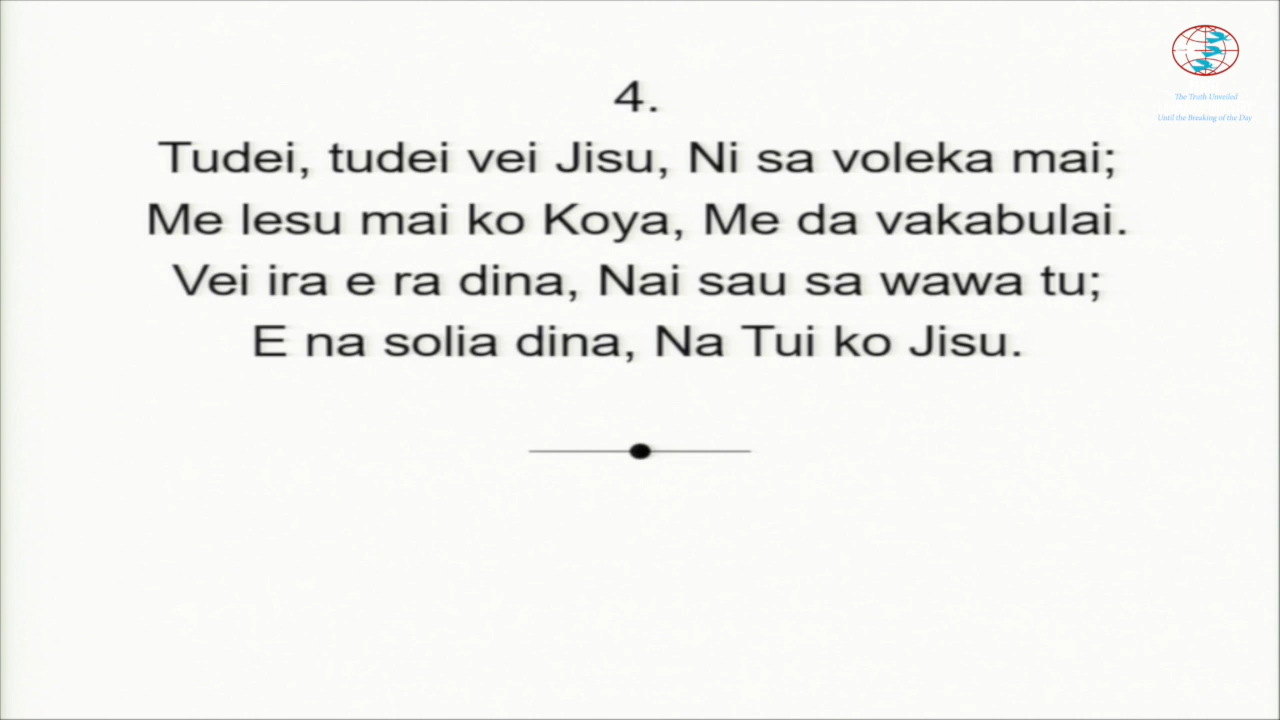 The Truth Unveiled
Until the Breaking of the Day
4.
Tudei, tudei vei Jisu, Ni sa voleka mai;
Me lesu mai ko Koya, Me da vakabulai.
Vei ira e ra dina, Nai sau sa wawa tu;
E na solia dina, Na Tui ko Jisu.